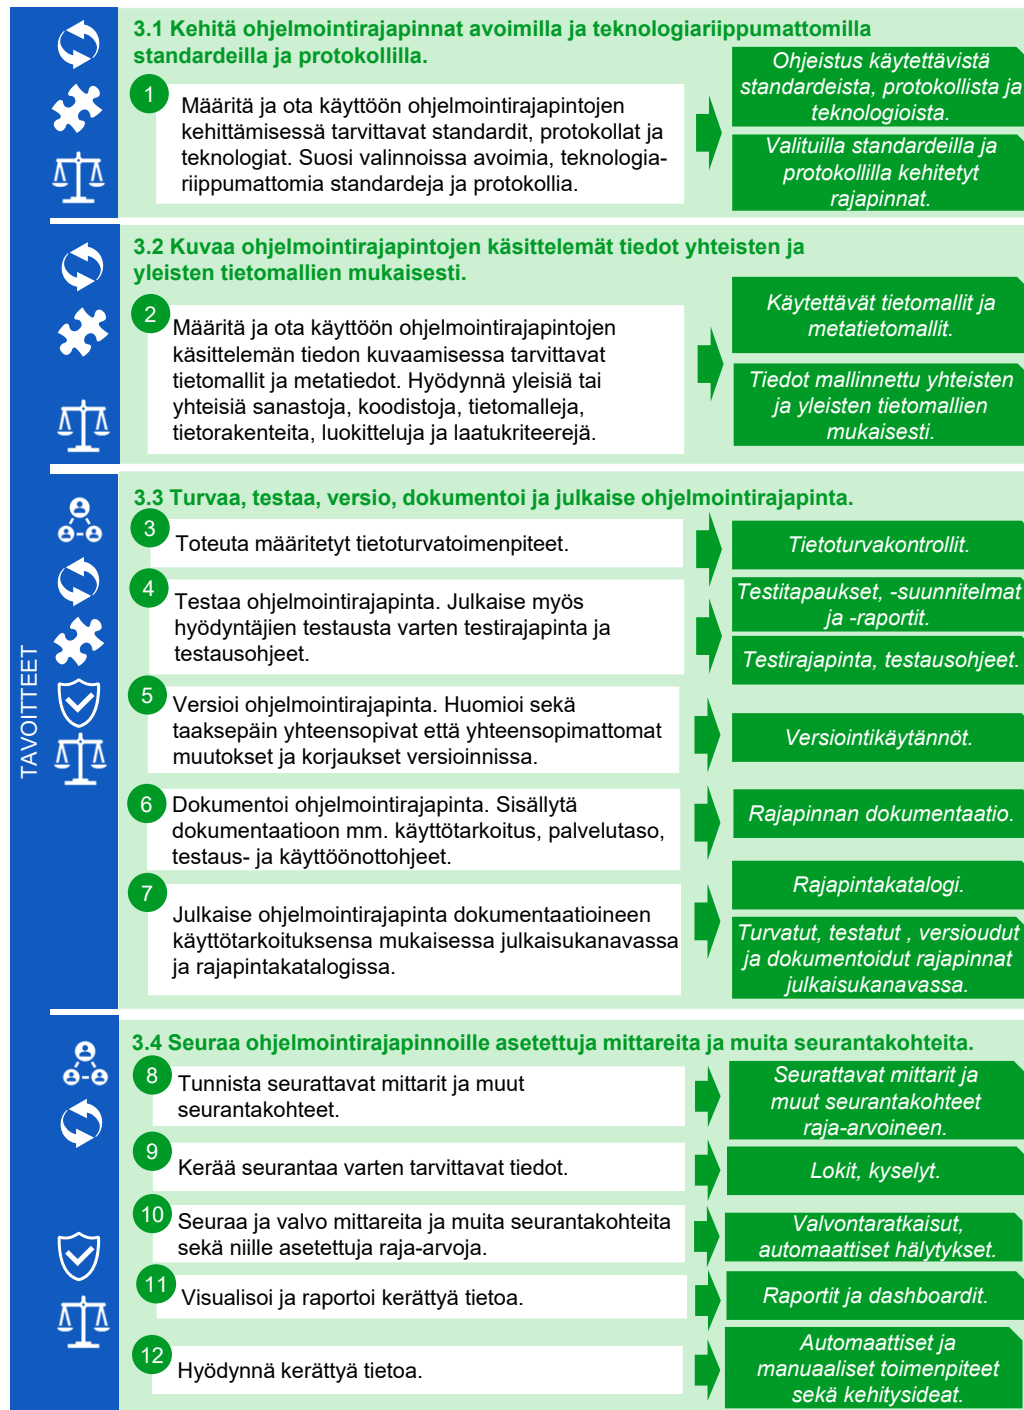 TAVOITTEET
3.1 Kehitä ohjelmointirajapinnat avoimilla ja teknologiariippumattomilla
standardeilla ja protokollilla.
1
Määritä ja ota käyttöön ohjelmointirajapintojen
kehittämisessä tarvittavat standardit, protokollat ja
teknologiat. Suosi valinnoissa avoimia, teknologia-
riippumattomia standardeja ja protokollia.
Ohjeistus käytettävistä
standardeista, protokollista ja
teknologioista.
Valituilla standardeilla ja
protokollilla kehitetyt
rajapinnat.
3.2 Kuvaa ohjelmointirajapintojen käsittelemät tiedot yhteisten ja
yleisten tietomallien mukaisesti.
2
Määritä ja ota käyttöön ohjelmointirajapintojen
käsittelemän tiedon kuvaamisessa tarvittavat
tietomallit ja metatiedot. Hyödynnä yleisiä tai
yhteisiä sanastoja, koodistoja, tietomalleja,
tietorakenteita, luokitteluja ja laatukriteerejä.
Käytettävät tietomallit ja
metatietomallit.
Tiedot mallinnettu yhteisten
ja yleisten tietomallien
mukaisesti.
3.3 Turvaa, testaa, versio, dokumentoi ja julkaise ohjelmointirajapinta.
3
Toteuta määritetyt tietoturvatoimenpiteet.
Tietoturvakontrollit.
4
Testaa ohjelmointirajapinta. Julkaise myös
hyödyntäjien testausta varten testirajapinta ja
testausohjeet.
Testitapaukset, -suunnitelmat
ja -raportit.
Testirajapinta, testausohjeet.
5
Versioi ohjelmointirajapinta. Huomioi sekä
taaksepäin yhteensopivat että yhteensopimattomat
muutokset ja korjaukset versioinnissa.
Versiointikäytännöt.
6
Dokumentoi ohjelmointirajapinta. Sisällytä
dokumentaatioon mm. käyttötarkoitus, palvelutaso,
testaus- ja käyttöönottohjeet.
Rajapinnan dokumentaatio.
7
Julkaise ohjelmointirajapinta dokumentaatioineen
käyttötarkoituksensa mukaisessa julkaisukanavassa
ja rajapintakatalogissa.
Rajapintakatalogi.
Turvatut, testatut , versioudut
ja dokumentoidut rajapinnat
julkaisukanavassa.
3.4 Seuraa ohjelmointirajapinnoille asetettuja mittareita ja muita seurantakohteita.
8
Tunnista seurattavat mittarit ja muut
seurantakohteet.
Seurattavat mittarit ja
muut seurantakohteet
raja-arvoineen.
9
Kerää seurantaa varten tarvittavat tiedot.
Lokit, kyselyt.
10
Seuraa ja valvo mittareita ja muita seurantakohteita
sekä niille asetettuja raja-arvoja.
Valvontaratkaisut,
automaattiset hälytykset.
11
Visualisoi ja raportoi kerättyä tietoa.
Raportit ja dashboardit.
12
Hyödynnä kerättyä tietoa.
Automaattiset ja
manuaaliset toimenpiteet
sekä kehitysideat.